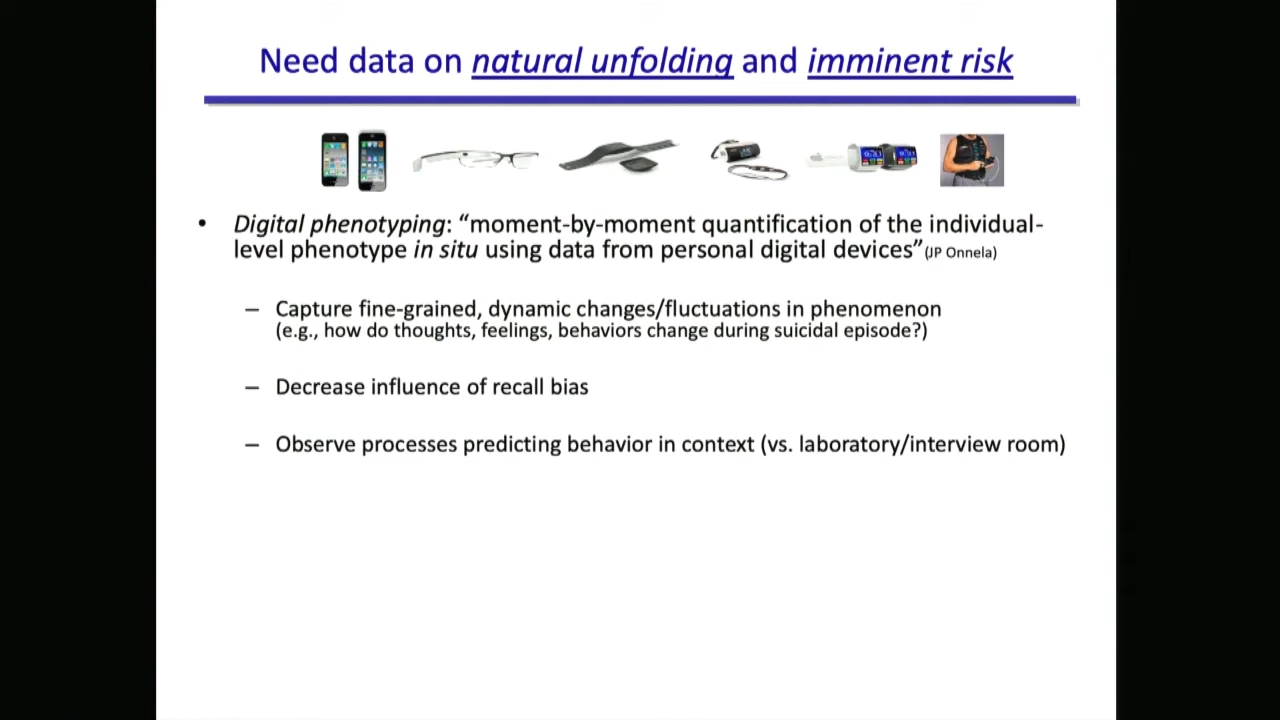 Need data on natural unfolding and imminent risk
• Digital phenotyping: “moment-by-moment quantification of the individual-
level phenotype in situ using data from personal digital devices” (JP Onnela)
– Capture fine-grained, dynamic changes/fluctuations in phenomenon
(e.g., how do thoughts, feelings, behaviors change during suicidal episode?)
– Decrease influence of recall bias
– Observe processes predicting behavior in context (vs. laboratory/interview room)